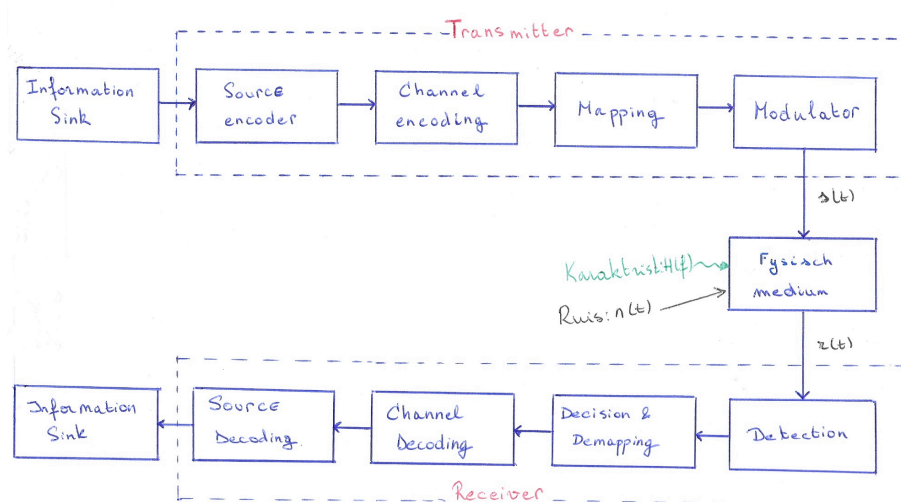 Transmitter
Information
Sink
Source
encoder
Channel
encoding
Mapping
Modulator
s(t)
Karaktrist:H(f)
Fysisch
medium
Ruis: n(t)
r(t)
Information
Sink
Source
Decoding.
Channel
Decoding
Decision &
Demapping
Detection
Receiver